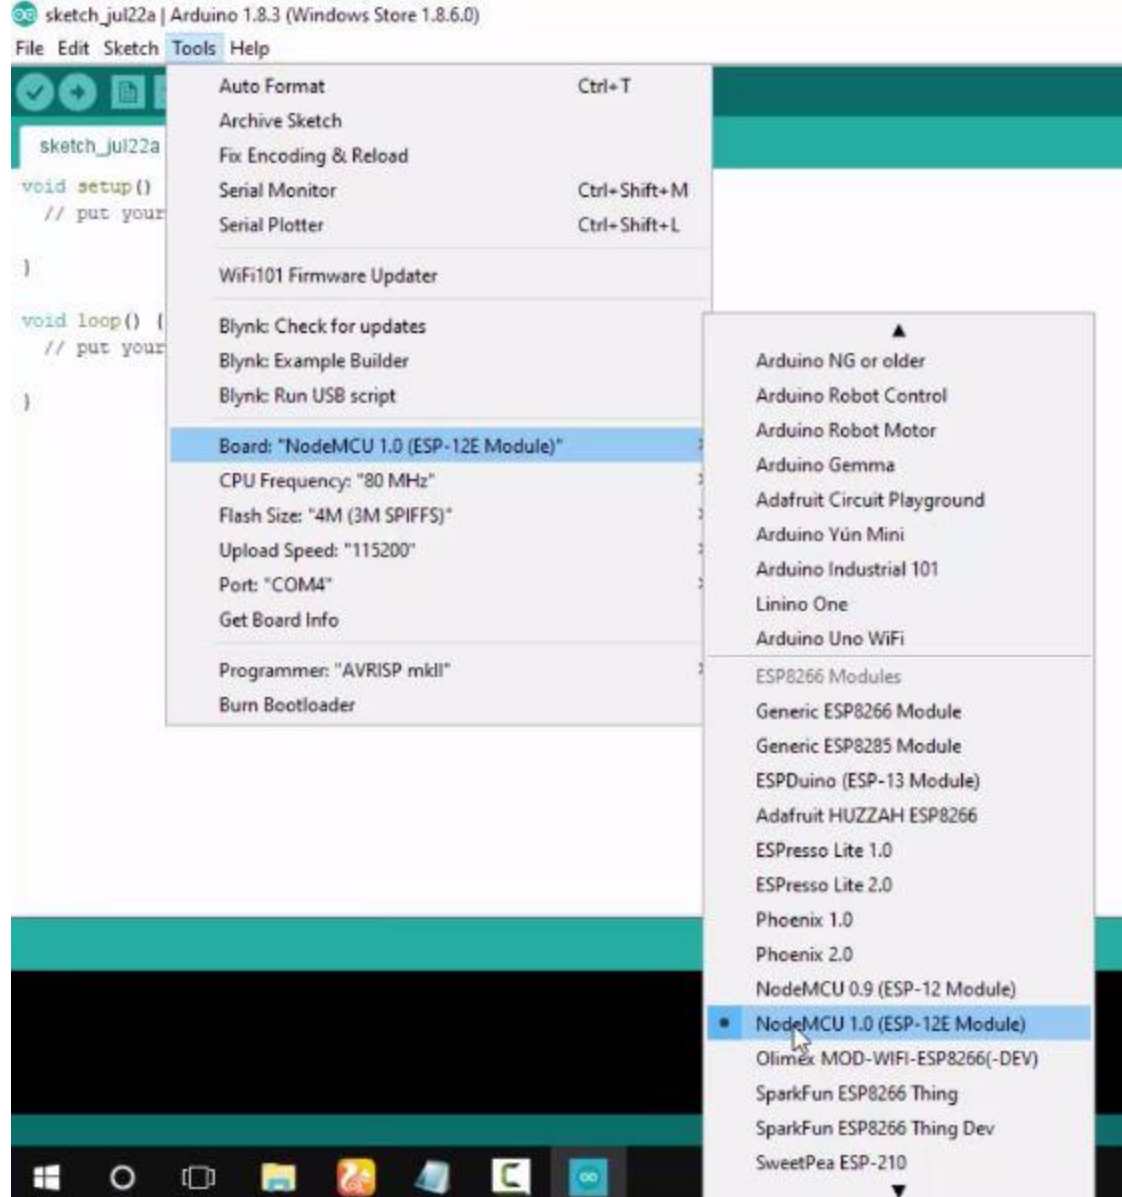 sketch_jul22a | Arduino 1.8.3 (Windows Store 1.8.6.0)
File Edit Sketch Tools Help
sketch_jul22a
void setup()
// put your
}
void loop() {
// put your
}
Auto Format Ctrl+T
Archive Sketch
Fix Encoding & Reload
Serial Monitor Ctrl+Shift+M
Serial Plotter Ctrl+Shift+L
WiFi101 Firmware Updater
Blynk: Check for updates
Blynk: Example Builder
Blynk: Run USB script
Board: "NodeMCU 1.0 (ESP-12E Module)"
CPU Frequency: "80 MHz"
Flash Size: "4M (3M SPIFFS)"
Upload Speed: "115200"
Port: "COM4"
Get Board Info
Programmer: "AVRISP mkII"
Burn Bootloader
Arduino NG or older
Arduino Robot Control
Arduino Robot Motor
Arduino Gemma
Adafruit Circuit Playground
Arduino Yún Mini
Arduino Industrial 101
Linino One
Arduino Uno WiFi
ESP8266 Modules
Generic ESP8266 Module
Generic ESP8285 Module
ESPDuino (ESP-13 Module)
Adafruit HUZZAH ESP8266
ESPresso Lite 1.0
ESPresso Lite 2.0
Phoenix 1.0
Phoenix 2.0
NodeMCU 0.9 (ESP-12 Module)
NodeMCU 1.0 (ESP-12E Module)
Olimex MOD-WIFI-ESP8266(-DEV)
SparkFun ESP8266 Thing
SparkFun ESP8266 Thing Dev
SweetPea ESP-210